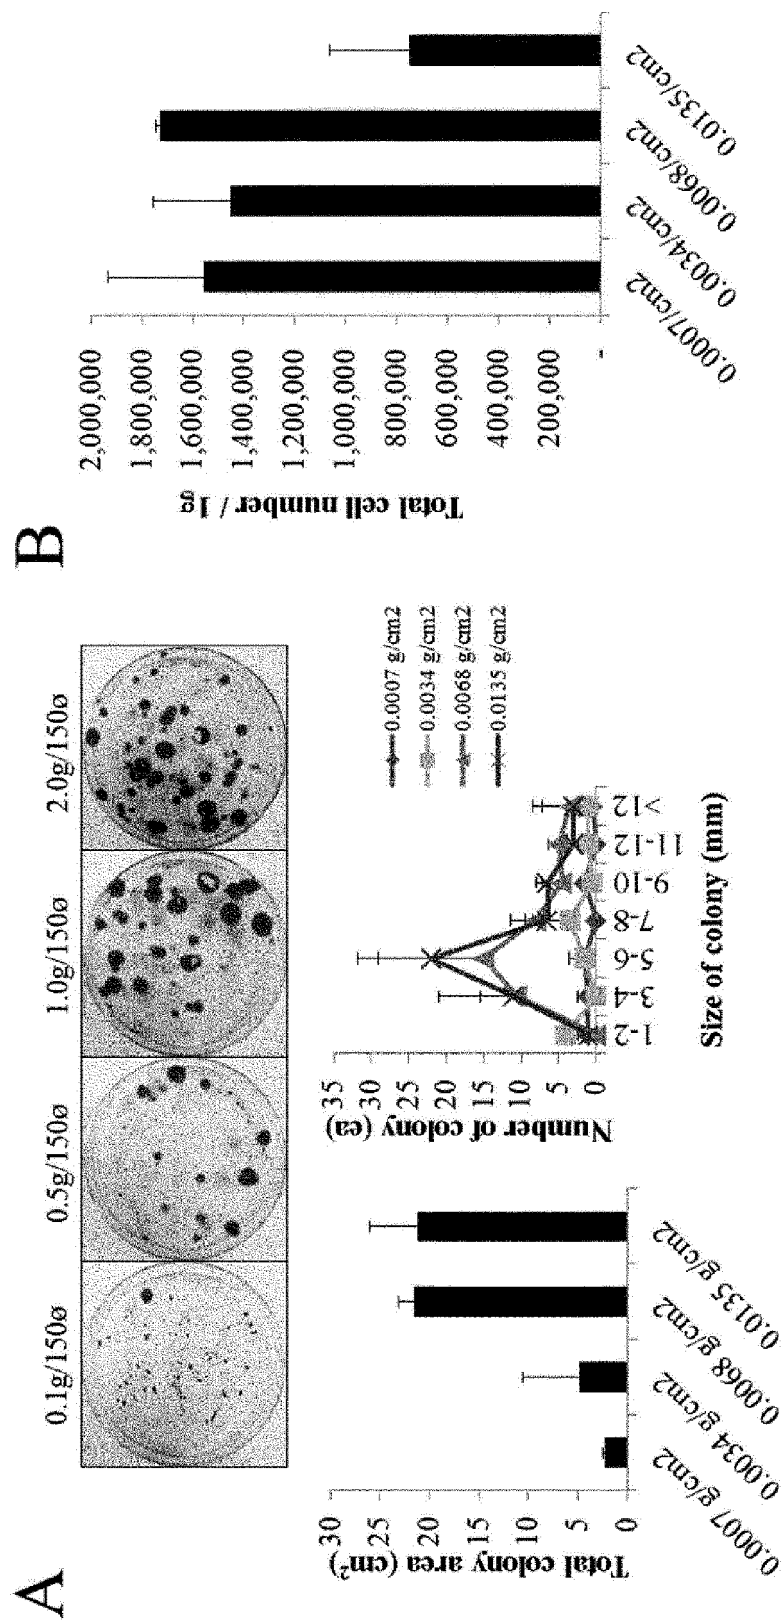 A
0.1g/150ø
0.5g/150ø
1.0g/150ø
2.0g/150ø
Total colony area (cm²)
30
25
20
15
10
5
0
0.0007 g/cm2
0.0034 g/cm2
0.0068 g/cm2
0.0135 g/cm2
Number of colony (ea)
35
30
25
20
15
10
5
0
1-2
3-4
5-6
7-8
9-10
11-12
>12
Size of colony (mm)
0.0007 g/cm2
0.0034 g/cm2
0.0068 g/cm2
0.0135 g/cm2
B
Total cell number / 1g
2,000,000
1,800,000
1,600,000
1,400,000
1,200,000
1,000,000
800,000
600,000
400,000
200,000
-
0.0007/cm2
0.0034/cm2
0.0068/cm2
0.0135/cm2